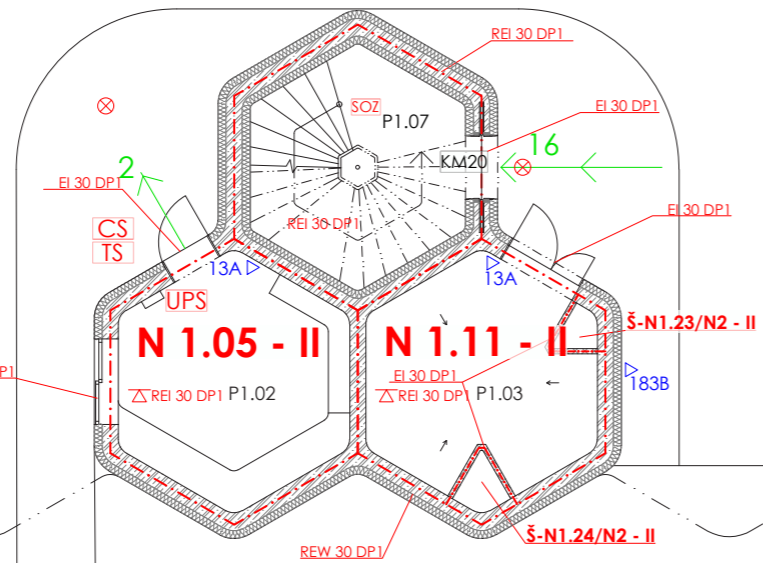 REI 30 DP1
SOZ
P1.07
EI 30 DP1
16
KM20
2
EI 30 DP1
REI 30 DP1
EI 30 DP1
CS
TS
13A
13A
UPS
Š-N1.23/N2 - II
N 1.05 - II
N 1.11 - II
P1
EI 30 DP1
183B
REI 30 DP1
P1.02
REI 30 DP1
P1.03
REW 30 DP1
Š-N1.24/N2 - II